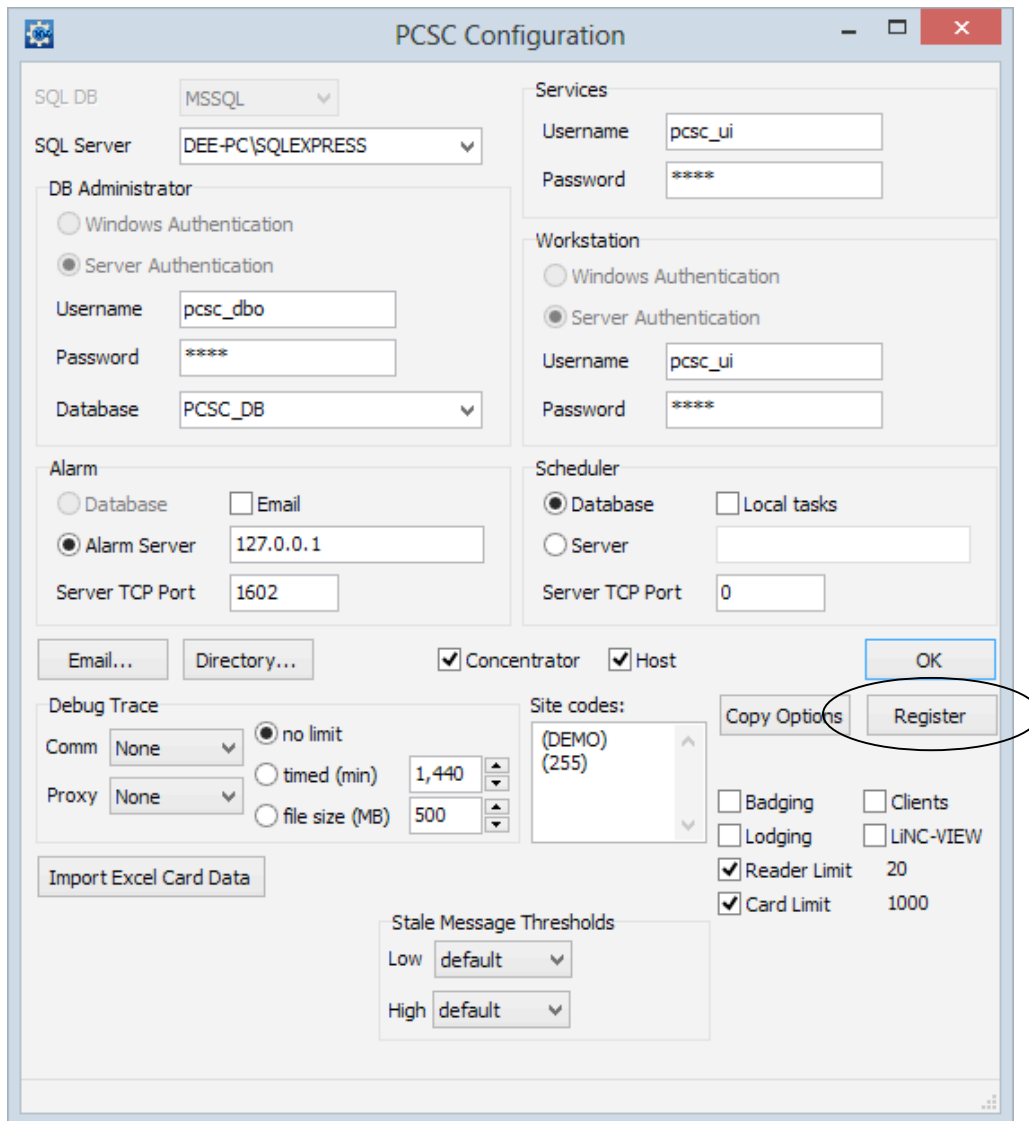 PCSC Configuration
SQL DB MSSQL
SQL Server DEE-PC\SQLEXPRESS
DB Administrator
Windows Authentication
Server Authentication
Username pcsc_dbo
Password ****
Database PCSC_DB
Services
Username pcsc_ui
Password ****
Workstation
Windows Authentication
Server Authentication
Username pcsc_ui
Password ****
Alarm
Database Email
Alarm Server 127.0.0.1
Server TCP Port 1602
Scheduler
Database Local tasks
Server
Server TCP Port 0
Email... Directory... Concentrator Host OK
Debug Trace
Comm None no limit
timed (min) 1,440
Proxy None
file size (MB) 500
Site codes:
(DEMO)
(255)
Copy Options Register
Badging Clients
Lodging LiNC-VIEW
Reader Limit 20
Card Limit 1000
Import Excel Card Data
Stale Message Thresholds
Low default
High default